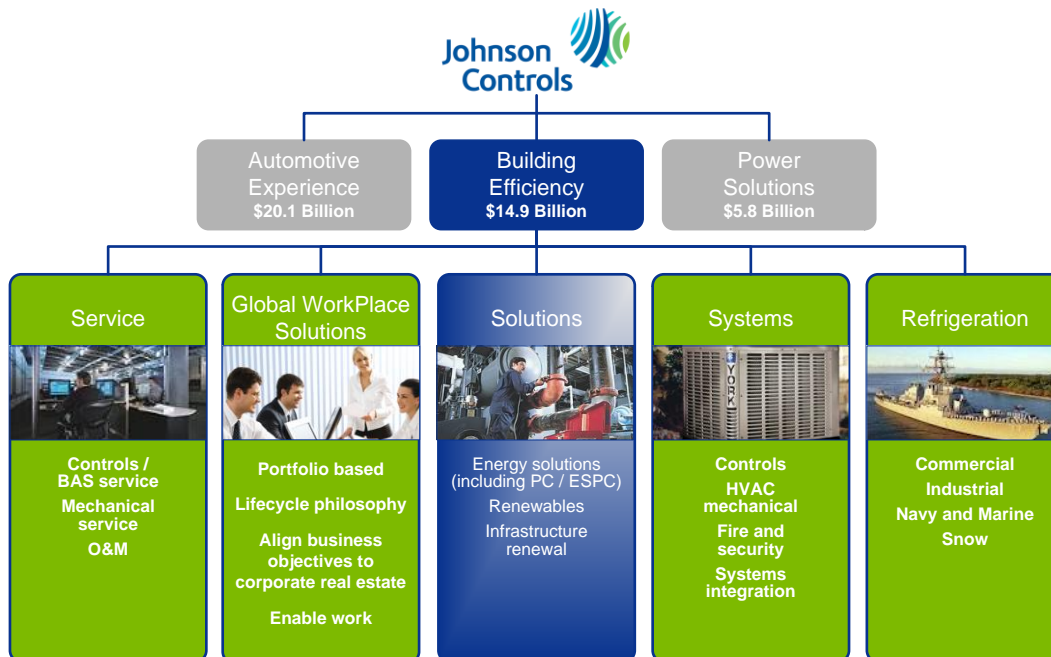 Johnson
Controls
Automotive
Experience
$20.1 Billion
Building
Efficiency
$14.9 Billion
Power
Solutions
$5.8 Billion
Service
Controls /
BAS service
Mechanical
service
O&M
Global WorkPlace
Solutions
Portfolio based
Lifecycle philosophy
Align business
objectives to
corporate real estate
Enable work
Solutions
Energy solutions
(including PC / ESPC)
Renewables
Infrastructure
renewal
Systems
YORK
Controls
HVAC
mechanical
Fire and
security
Systems
integration
Refrigeration
Commercial
Industrial
Navy and Marine
Snow